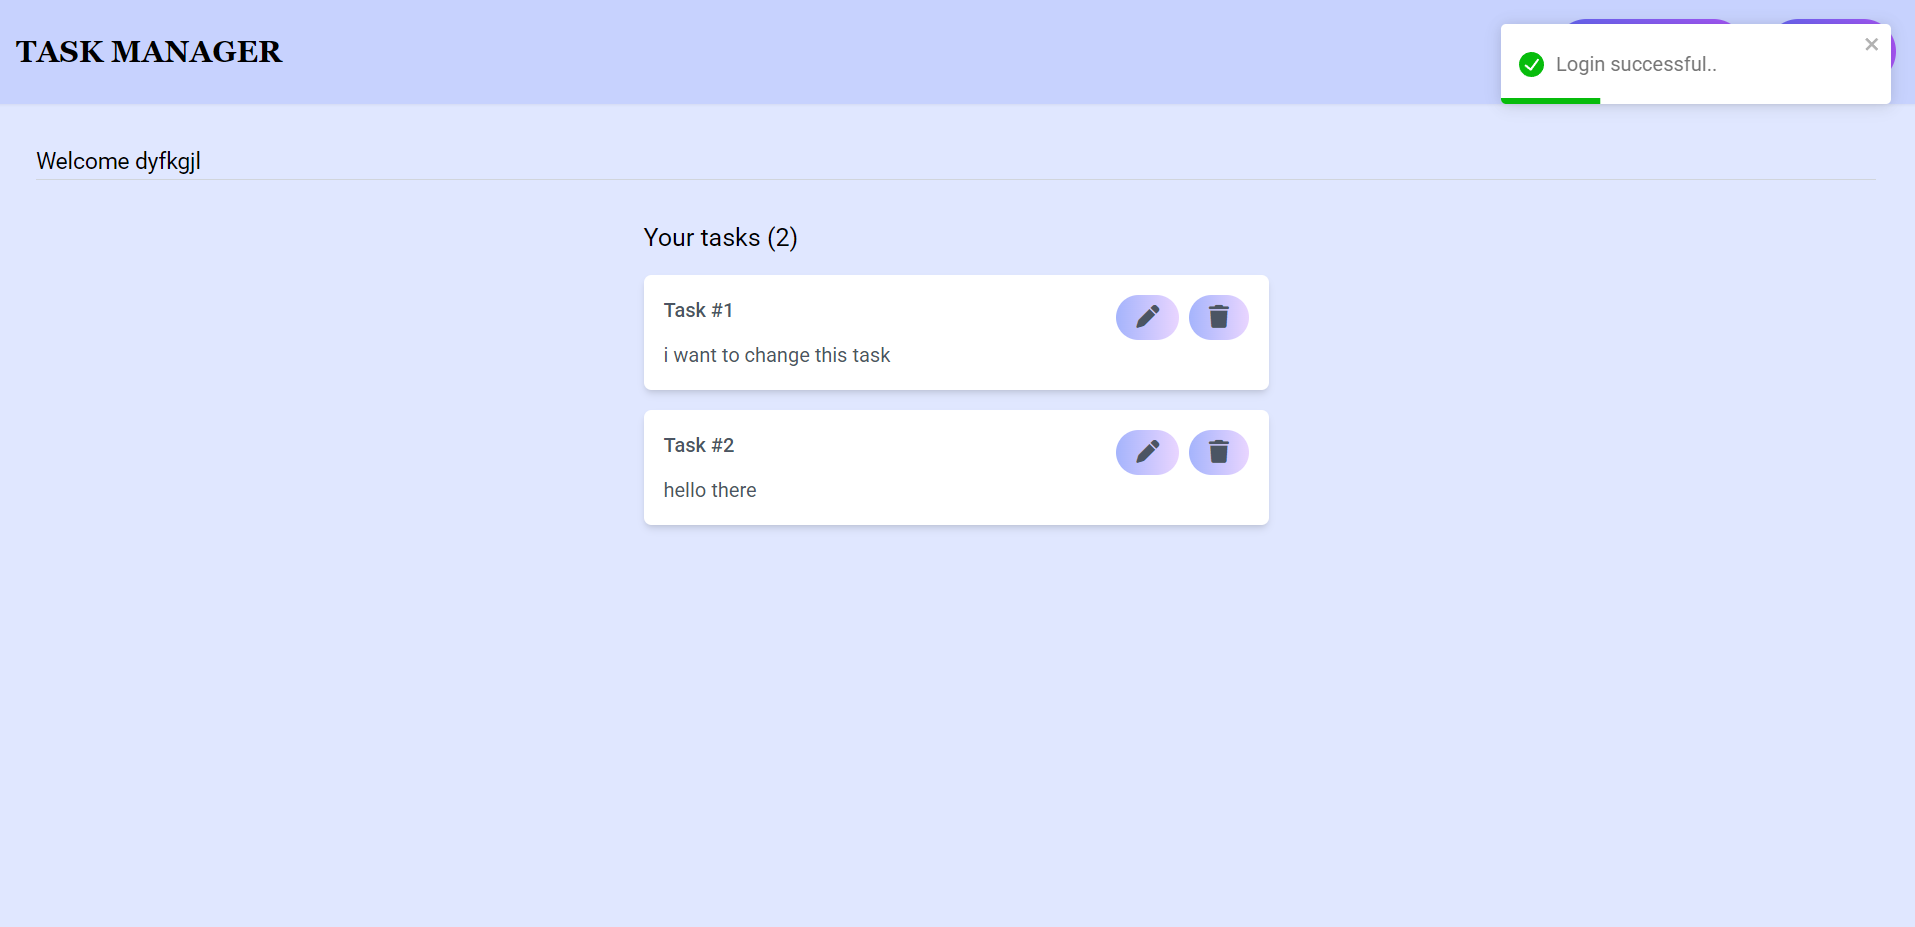 TASK MANAGER
Login successful..
Welcome dyfkgjl
Your tasks (2)
Task #1
i want to change this task
Task #2
hello there